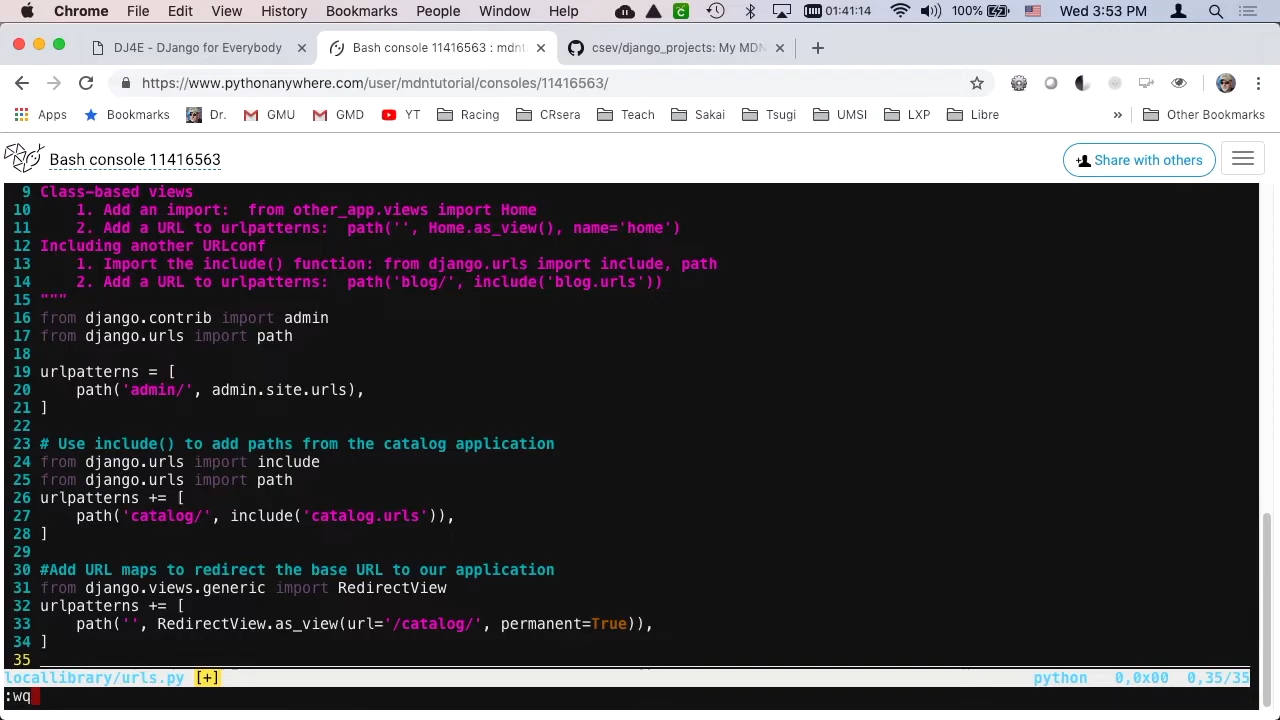 Chrome File Edit View History Bookmarks People Window Help 01:41:14 100% Wed 3:53 PM
DJ4E - DJango for Everybody Bash console 11416563 : mdnt csev/django_projects: My MDN
https://www.pythonanywhere.com/user/mdntutorial/consoles/11416563/
Apps Bookmarks Dr. GMU GMD YT Racing CRsera Teach Sakai Tsugi UMSI LXP Libre » Other Bookmarks
Bash console 11416563 Share with others
9 Class-based views
10     1. Add an import:  from other_app.views import Home
11     2. Add a URL to urlpatterns:  path('', Home.as_view(), name='home')
12 Including another URLconf
13     1. Import the include() function: from django.urls import include, path
14     2. Add a URL to urlpatterns:  path('blog/', include('blog.urls'))
15 """
16 from django.contrib import admin
17 from django.urls import path
18
19 urlpatterns = [
20     path('admin/', admin.site.urls),
21 ]
22
23 # Use include() to add paths from the catalog application
24 from django.urls import include
25 from django.urls import path
26 urlpatterns += [
27     path('catalog/', include('catalog.urls')),
28 ]
29
30 #Add URL maps to redirect the base URL to our application
31 from django.views.generic import RedirectView
32 urlpatterns += [
33     path('', RedirectView.as_view(url='/catalog/', permanent=True)),
34 ]
35
locallibrary/urls.py [+] python 0,0x00 0,35/35
:wq